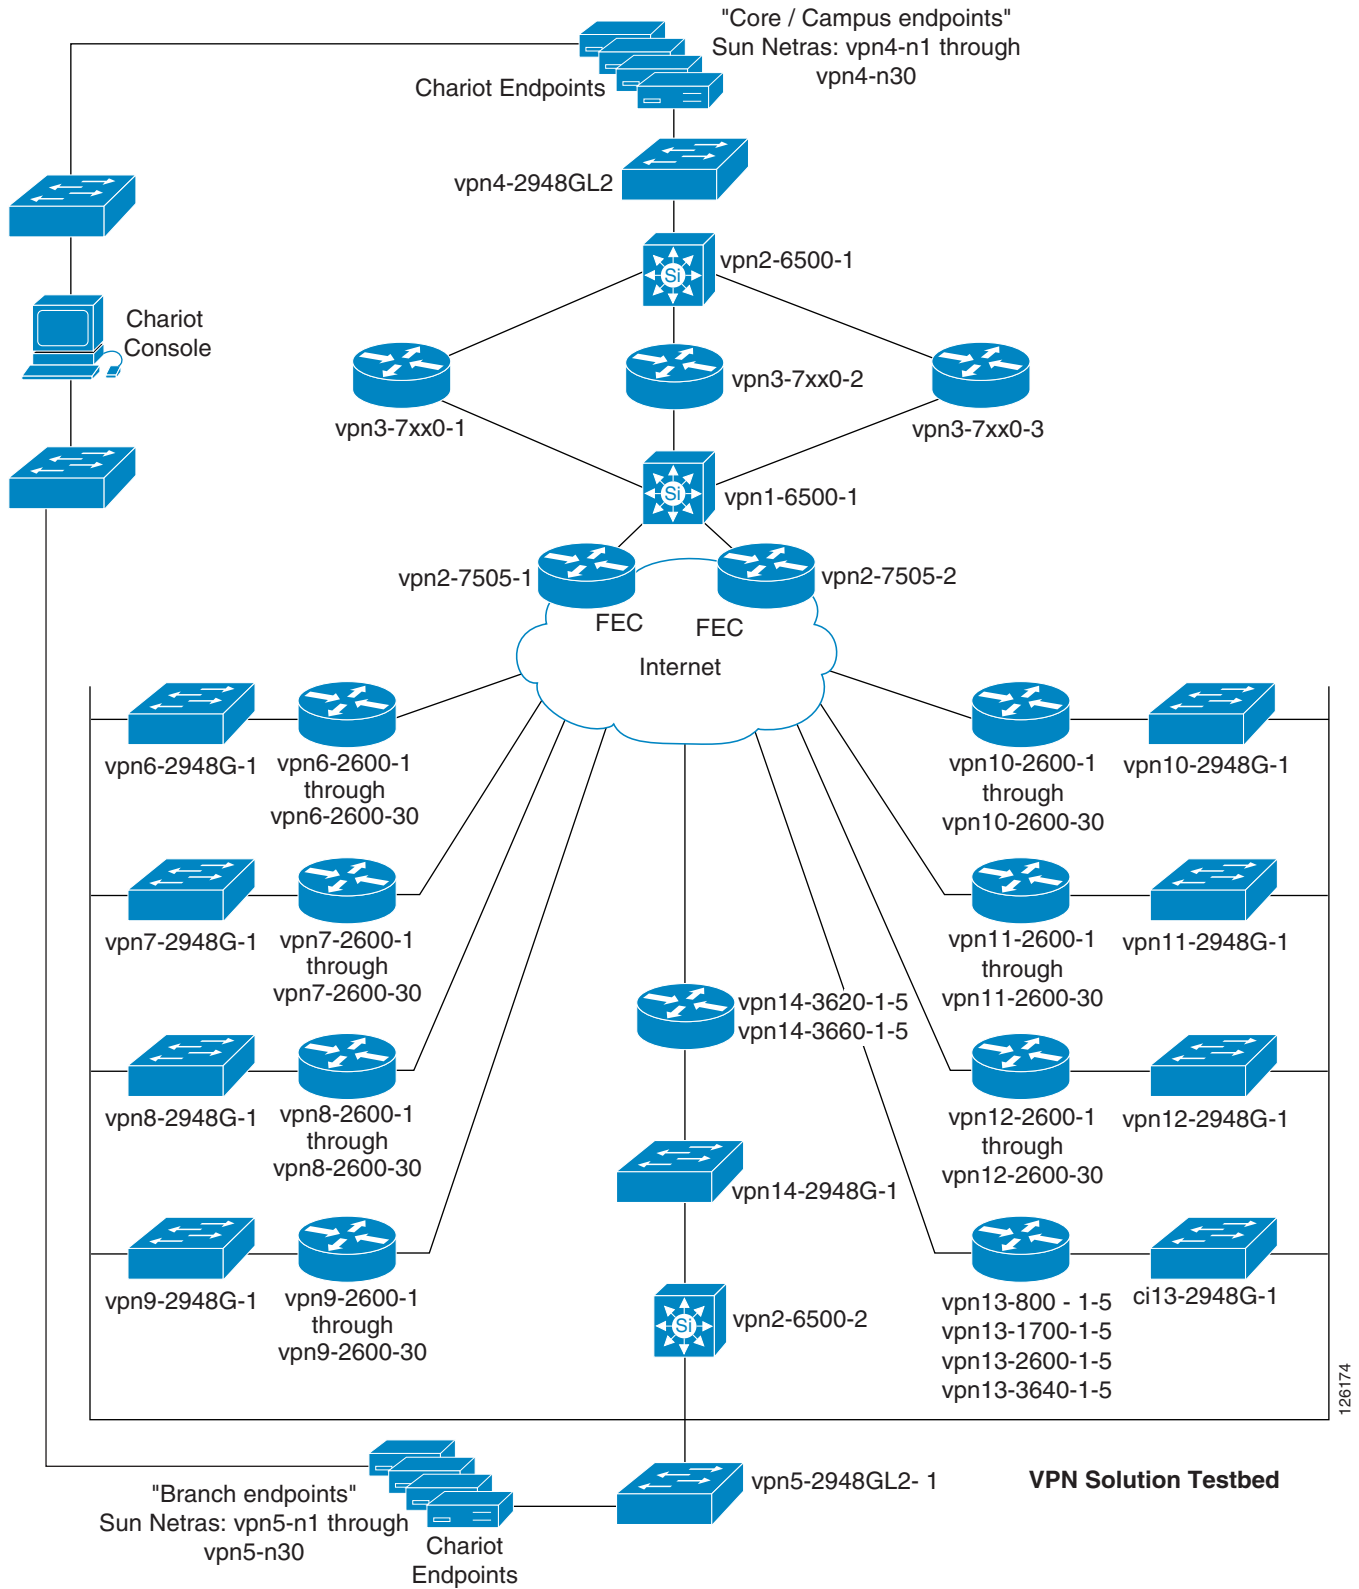 "Core / Campus endpoints"
Sun Netras: vpn4-n1 through
vpn4-n30
Chariot Endpoints
vpn4-2948GL2
vpn2-6500-1
Si
Chariot
Console
vpn3-7xx0-1
vpn3-7xx0-2
vpn3-7xx0-3
Si
vpn1-6500-1
vpn2-7505-1
vpn2-7505-2
FEC
FEC
Internet
vpn6-2948G-1
vpn6-2600-1
through
vpn6-2600-30
vpn10-2600-1
through
vpn10-2600-30
vpn10-2948G-1
vpn7-2948G-1
vpn7-2600-1
through
vpn7-2600-30
vpn11-2600-1
through
vpn11-2600-30
vpn11-2948G-1
vpn14-3620-1-5
vpn14-3660-1-5
vpn8-2948G-1
vpn8-2600-1
through
vpn8-2600-30
vpn12-2600-1
through
vpn12-2600-30
vpn12-2948G-1
vpn14-2948G-1
vpn9-2948G-1
vpn9-2600-1
through
vpn9-2600-30
Si
vpn2-6500-2
vpn13-800 - 1-5
vpn13-1700-1-5
vpn13-2600-1-5
vpn13-3640-1-5
ci13-2948G-1
126174
"Branch endpoints"
Sun Netras: vpn5-n1 through
vpn5-n30
Chariot
Endpoints
vpn5-2948GL2- 1
VPN Solution Testbed